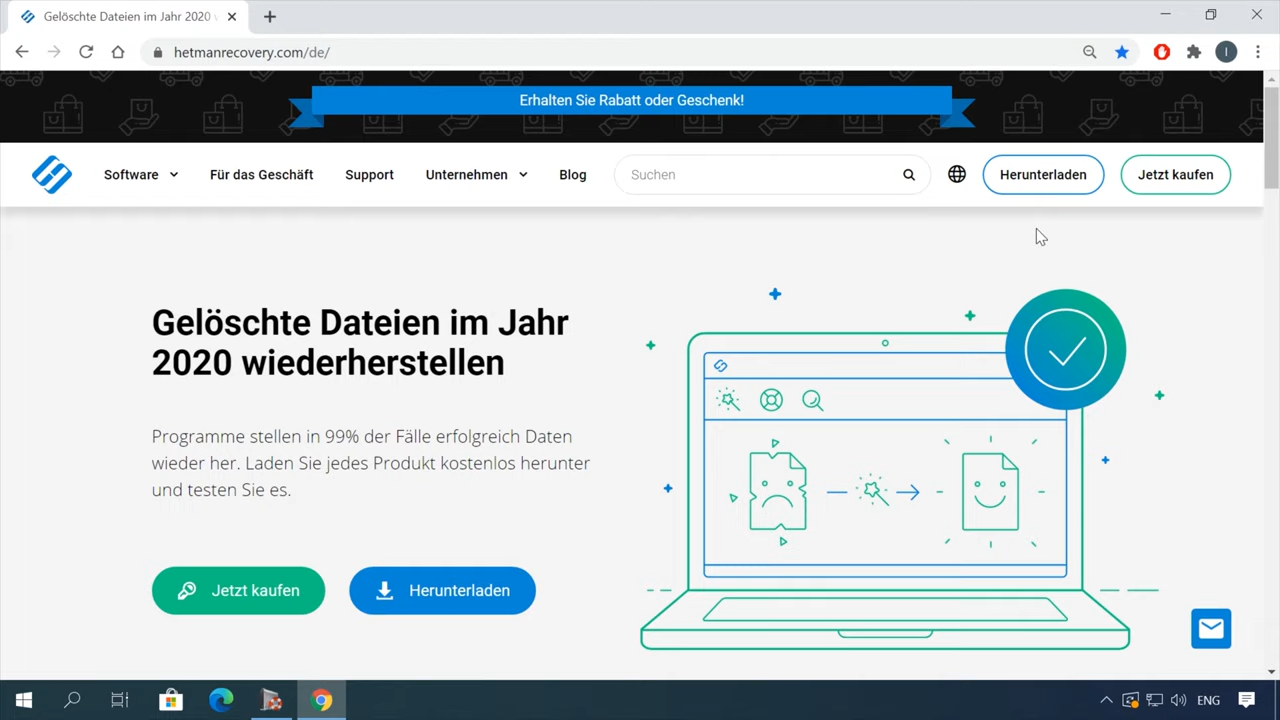 Gelöschte Dateien im Jahr 2020
hetmanrecovery.com/de/
I
Erhalten Sie Rabatt oder Geschenk!
Software
Für das Geschäft
Support
Unternehmen
Blog
Suchen
Herunterladen
Jetzt kaufen
Gelöschte Dateien im Jahr
2020 wiederherstellen
Programme stellen in 99% der Fälle erfolgreich Daten
wieder her. Laden Sie jedes Produkt kostenlos herunter
und testen Sie es.
Jetzt kaufen
Herunterladen
ENG